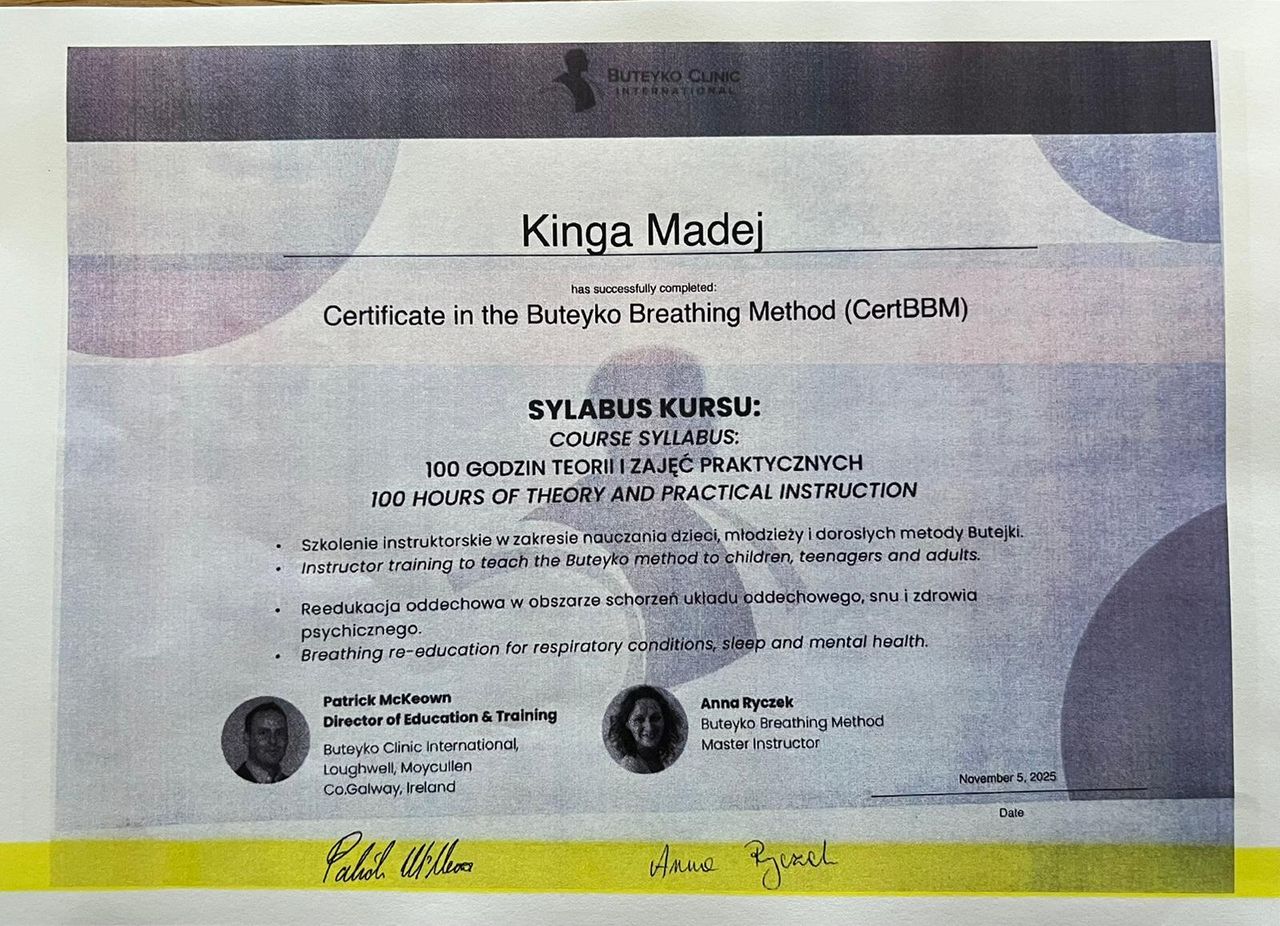 BUTEYKO CLINIC
INTERNATIONAL
Kinga Madej
has successfully completed:
Certificate in the Buteyko Breathing Method (CertBBM)
SYLABUS KURSU:
COURSE SYLLABUS:
100 GODZIN TEORII I ZAJĘĆ PRAKTYCZNYCH
100 HOURS OF THEORY AND PRACTICAL INSTRUCTION
• Szkolenie instruktorskie w zakresie nauczania dzieci, młodzieży i dorosłych metody Butejki.
• Instructor training to teach the Buteyko method to children, teenagers and adults.
• Reedukacja oddechowa w obszarze schorzeń układu oddechowego, snu i zdrowia
psychicznego.
• Breathing re-education for respiratory conditions, sleep and mental health.
Patrick McKeown
Director of Education & Training
Buteyko Clinic International,
Loughwell, Moycullen
Co.Galway, Ireland
Anna Ryczek
Buteyko Breathing Method
Master Instructor
November 5, 2025
Date
Anna Ryczek